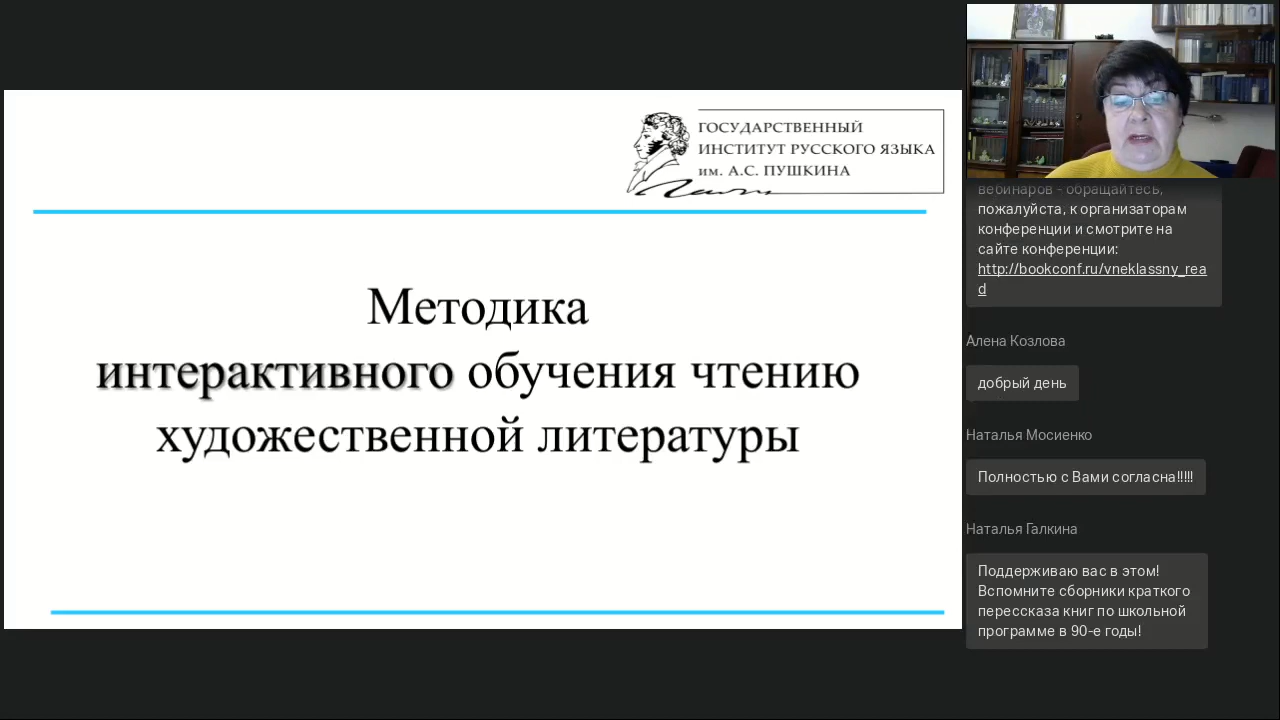 ГОСУДАРСТВЕННЫЙ
ИНСТИТУТ РУССКОГО ЯЗЫКА
им. А.С. ПУШКИНА
Методика
интерактивного обучения чтению
художественной литературы
вебинаров - обращайтесь,
пожалуйста, к организаторам
конференции и смотрите на
сайте конференции:
http://bookconf.ru/vneklassny_rea
d
Алена Козлова
добрый день
Наталья Мосиенко
Полностью с Вами согласна!!!!!
Наталья Галкина
Поддерживаю вас в этом!
Вспомните сборники краткого
перессказа книг по школьной
программе в 90-е годы!